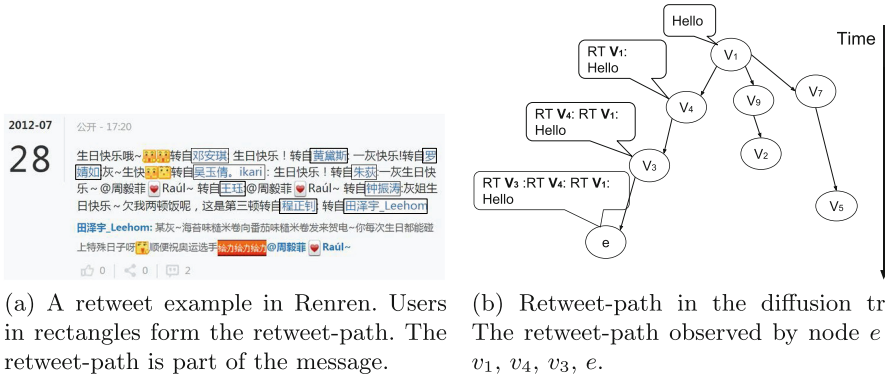 2012-07
28
公开 - 17:20
生日快乐哦~转自邓安琪: 生日快乐！转自黄黛斯: 一灰快乐!转自罗
婧如:灰~生快转自吴玉倩。ikari : 生日快乐！转自朱荻:一灰生日快
乐~@周毅菲 Raúl~ 转自王珏:@周毅菲 Raúl~ 转自钟振涛:次姐生
日快乐~欠我两顿饭呢，这是第三顿转自程正钊: 转自田泽宇_Leehom
田泽宇_Leehom: 某灰~海苔味糙米卷向番茄味糙米卷发来贺电~你每次生日都能碰
上特殊日子呀 顺便祝奥运选手给力给力给力@周毅菲 Raúl~
0 0 2
(a) A retweet example in Renren. Users
in rectangles form the retweet-path. The
retweet-path is part of the message.
Hello
RT V1:
Hello
RT V4: RT V1:
Hello
RT V3 :RT V4: RT V1:
Hello
Time
V1
V4
V9
V7
V3
V2
V5
e
(b) Retweet-path in the diffusion tr
The retweet-path observed by node e
v1, v4, v3, e.